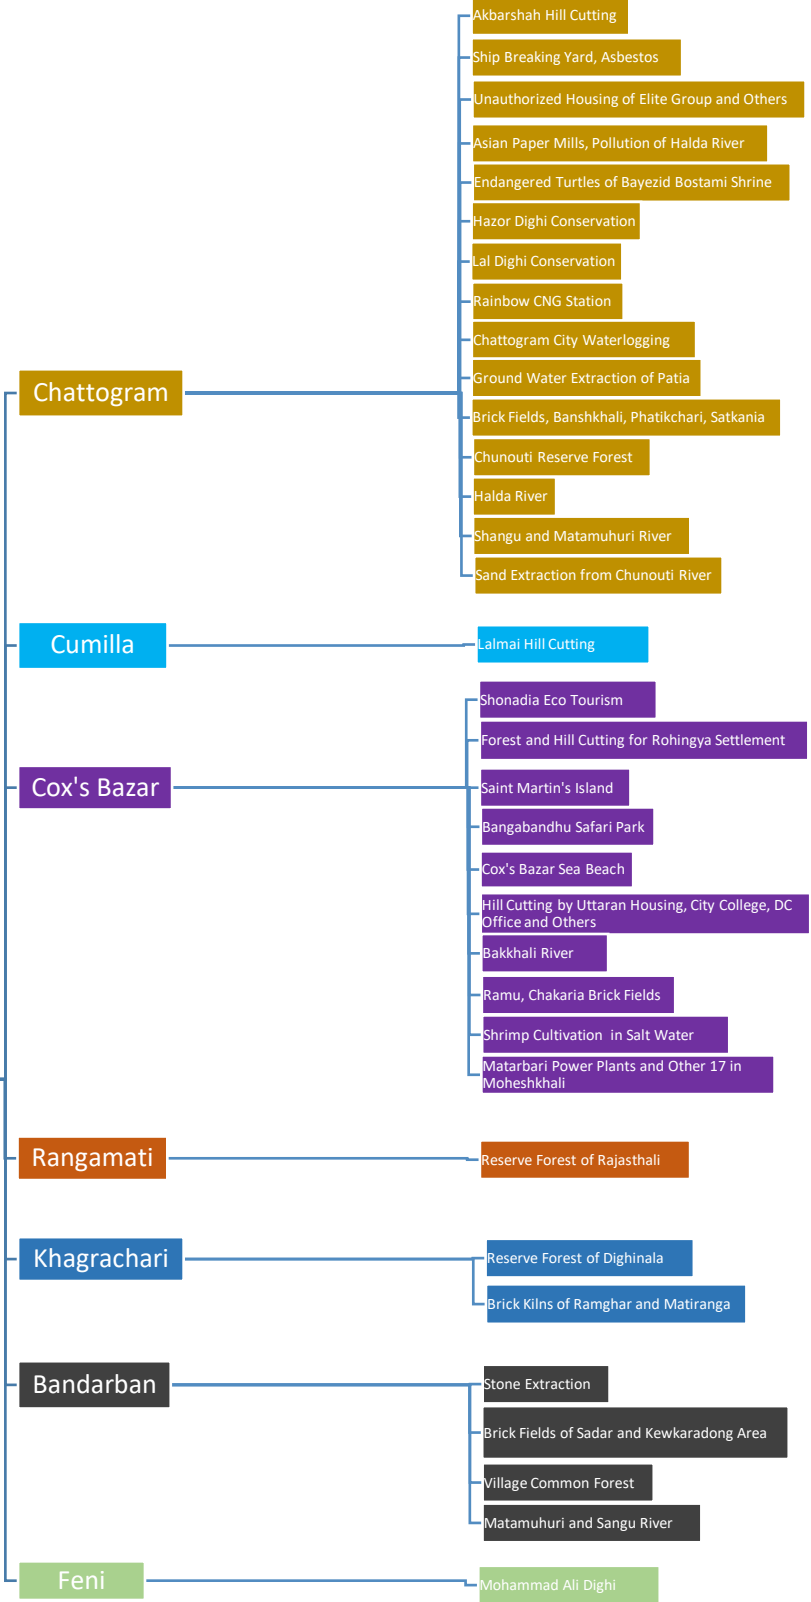 Chattogram
Akbarshah Hill Cutting
Ship Breaking Yard, Asbestos
Unauthorized Housing of Elite Group and Others
Asian Paper Mills, Pollution of Halda River
Endangered Turtles of Bayezid Bostami Shrine
Hazor Dighi Conservation
Lal Dighi Conservation
Rainbow CNG Station
Chattogram City Waterlogging
Ground Water Extraction of Patia
Brick Fields, Banshkhali, Phatikchari, Satkania
Chunouti Reserve Forest
Halda River
Shangu and Matamuhuri River
Sand Extraction from Chunouti River
Cumilla
Lalmai Hill Cutting
Cox's Bazar
Shonadia Eco Tourism
Forest and Hill Cutting for Rohingya Settlement
Saint Martin's Island
Bangabandhu Safari Park
Cox's Bazar Sea Beach
Hill Cutting by Uttaran Housing, City College, DC
Office and Others
Bakkhali River
Ramu, Chakaria Brick Fields
Shrimp Cultivation in Salt Water
Matarbari Power Plants and Other 17 in
Moheshkhali
Rangamati
Reserve Forest of Rajasthali
Khagrachari
Reserve Forest of Dighinala
Brick Kilns of Ramghar and Matiranga
Bandarban
Stone Extraction
Brick Fields of Sadar and Kewkaradong Area
Village Common Forest
Matamuhuri and Sangu River
Feni
Mohammad Ali Dighi